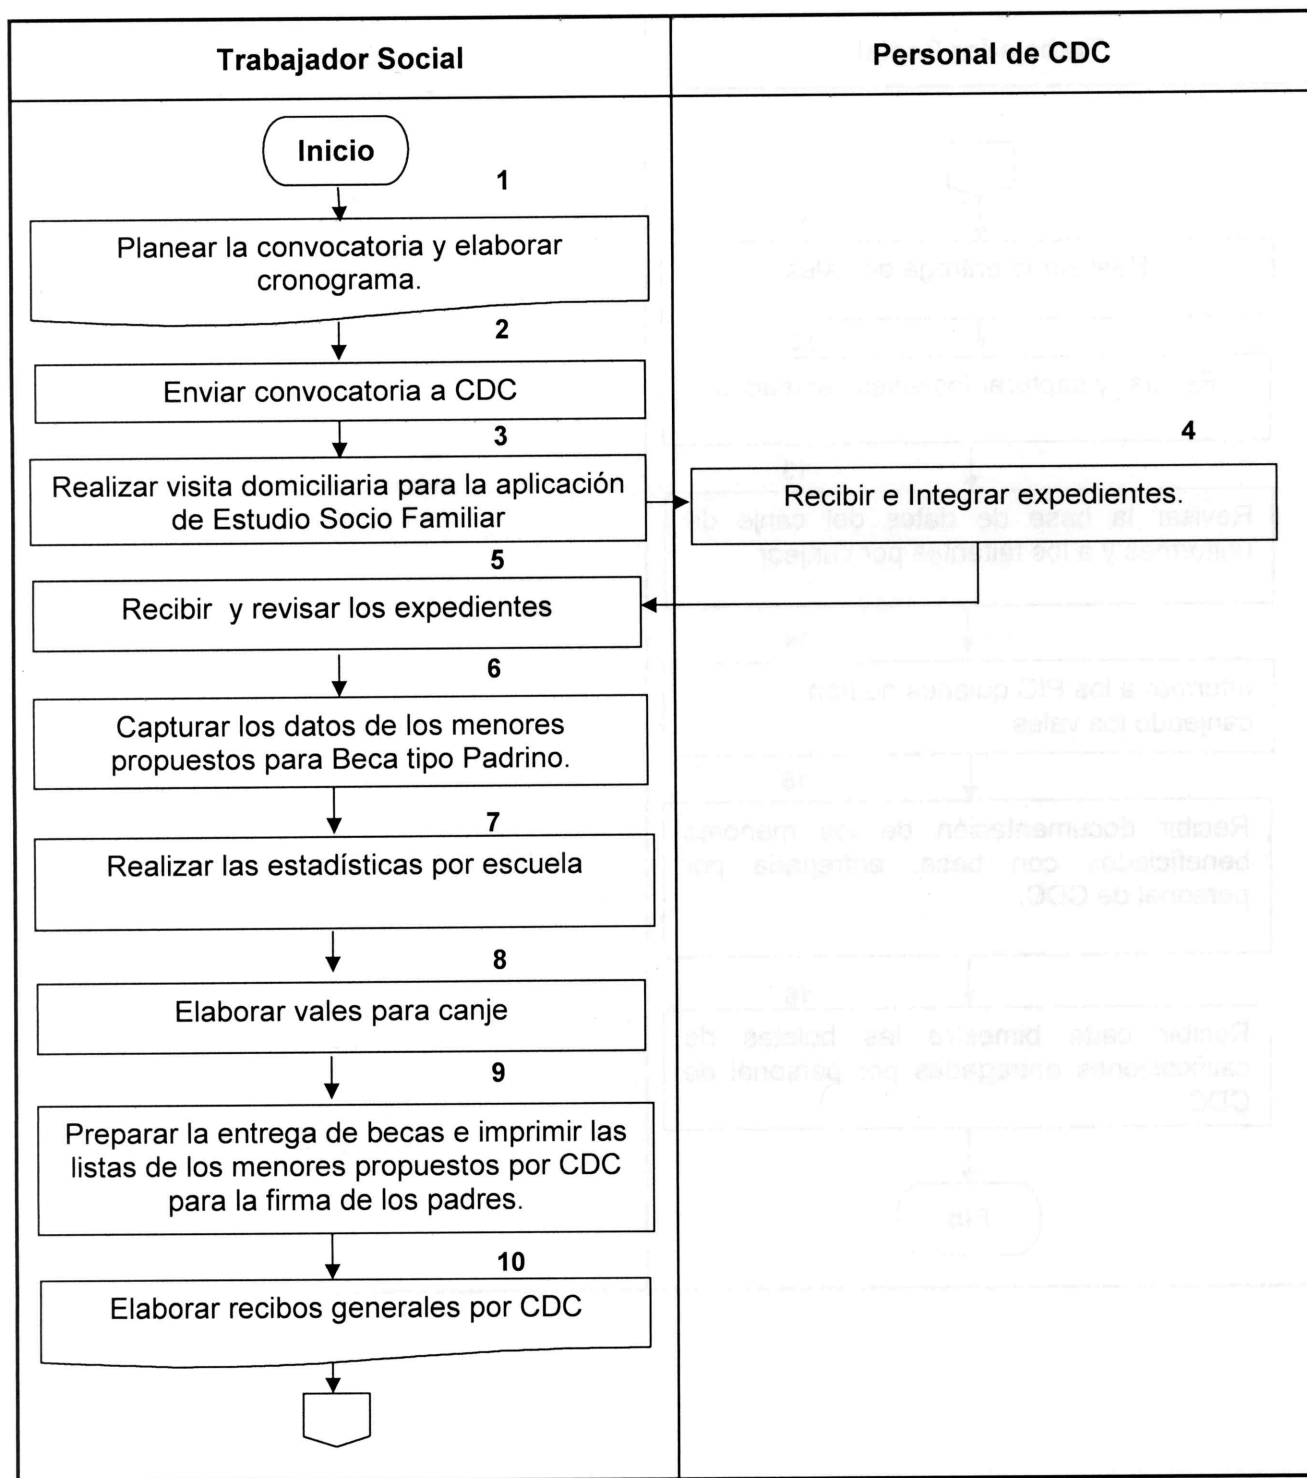 Trabajador Social
Personal de CDC
Inicio
1
Planear la convocatoria y elaborar
cronograma.
2
Enviar convocatoria a CDC
3
Realizar visita domiciliaria para la aplicación
de Estudio Socio Familiar
4
Recibir e Integrar expedientes.
5
Recibir y revisar los expedientes
6
Capturar los datos de los menores
propuestos para Beca tipo Padrino.
7
Realizar las estadísticas por escuela
8
Elaborar vales para canje
9
Preparar la entrega de becas e imprimir las
listas de los menores propuestos por CDC
para la firma de los padres.
10
Elaborar recibos generales por CDC